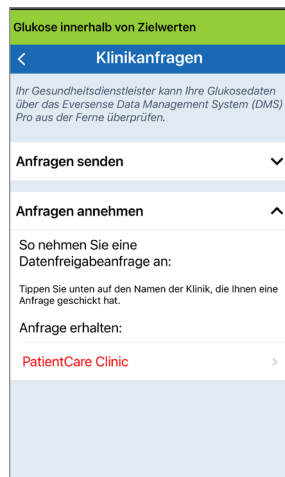 Glukose innerhalb von Zielwerten
Klinikanfragen
Ihr Gesundheitsdienstleister kann Ihre Glukosedaten
über das Eversense Data Management System (DMS)
Pro aus der Ferne überprüfen.
Anfragen senden
Anfragen annehmen
So nehmen Sie eine
Datenfreigabeanfrage an:
Tippen Sie unten auf den Namen der Klinik, die Ihnen eine
Anfrage geschickt hat.
Anfrage erhalten:
PatientCare Clinic